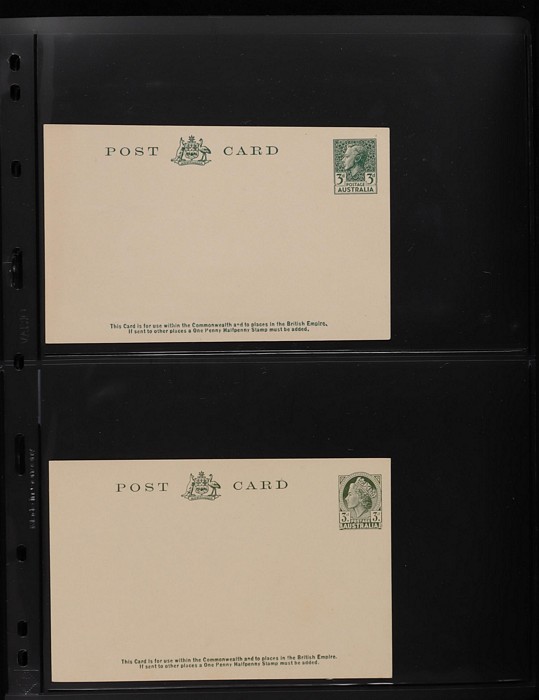 POST CARD
3D 3D
POSTAGE
AUSTRALIA
This Card is for use within the Commonwealth and to places in the British Empire.
If sent to other places a One Penny Halfpenny Stamp must be added.
POST CARD
3D 3D
POSTAGE
AUSTRALIA
This Card is for use within the Commonwealth and to places in the British Empire.
If sent to other places a One Penny Halfpenny Stamp must be added.